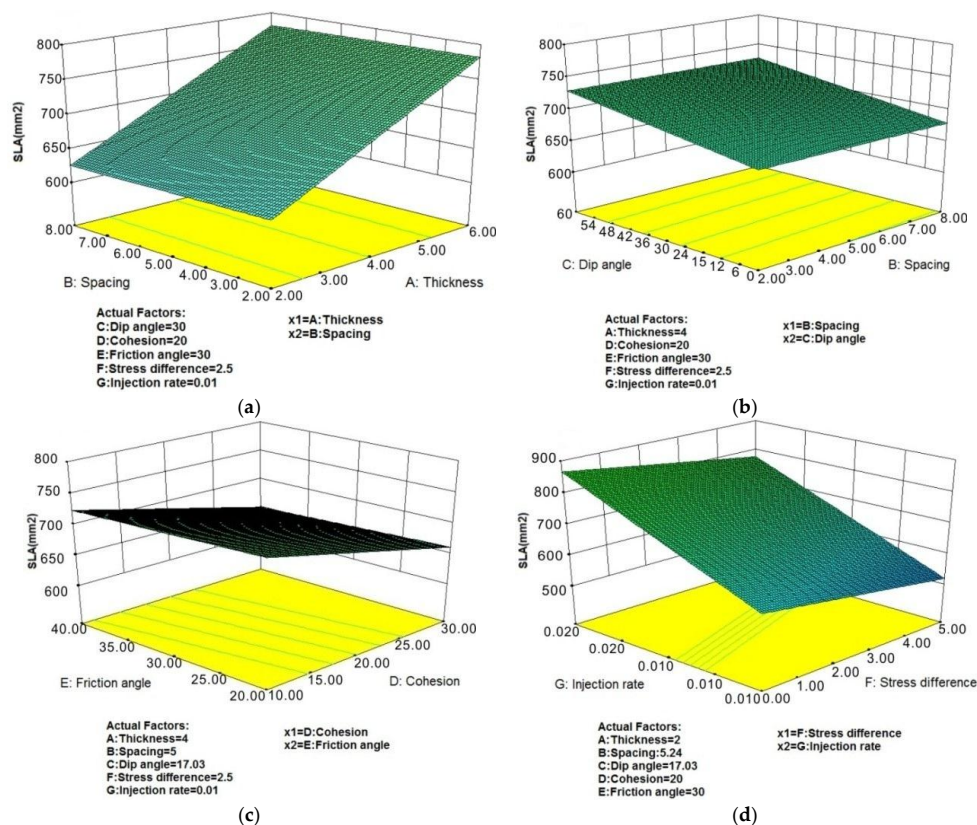 (a)
800
750
700
650
600
SLA(mm2)
8.00
7.00
6.00
5.00
4.00
3.00
2.00
B: Spacing
2.00
3.00
4.00
5.00
6.00
A: Thickness
Actual Factors:
C:Dip angle=30
D:Cohesion=20
E:Friction angle=30
F:Stress difference=2.5
G:Injection rate=0.01
x1=A:Thickness
x2=B:Spacing
(b)
800
750
700
650
600
SLA(mm2)
60
54
48
42
36
30
24
15
12
6
0
C: Dip angle
2.00
3.00
4.00
5.00
6.00
7.00
8.00
B: Spacing
Actual Factors:
A:Thickness=4
D:Cohesion=20
E:Friction angle=30
F:Stress difference=2.5
G:Injection rate=0.01
x1=B:Spacing
x2=C:Dip angle
(c)
800
750
700
650
600
SLA(mm2)
40.00
35.00
30.00
25.00
20.00
E: Friction angle
10.00
15.00
20.00
25.00
30.00
D: Cohesion
Actual Factors:
A:Thickness=4
B:Spacing=5
C:Dip angle=17.03
F:Stress difference=2.5
G:Injection rate=0.01
x1=D:Cohesion
x2=E:Friction angle
(d)
900
800
700
600
500
SLA(mm2)
0.020
0.020
0.010
0.010
0.010
G: Injection rate
0.00
1.00
2.00
3.00
4.00
5.00
F: Stress difference
Actual Factors:
A:Thickness=2
B:Spacing:5.24
C:Dip angle=17.03
D:Cohesion=20
E:Friction angle=30
x1=F:Stress difference
x2=G:Injection rate